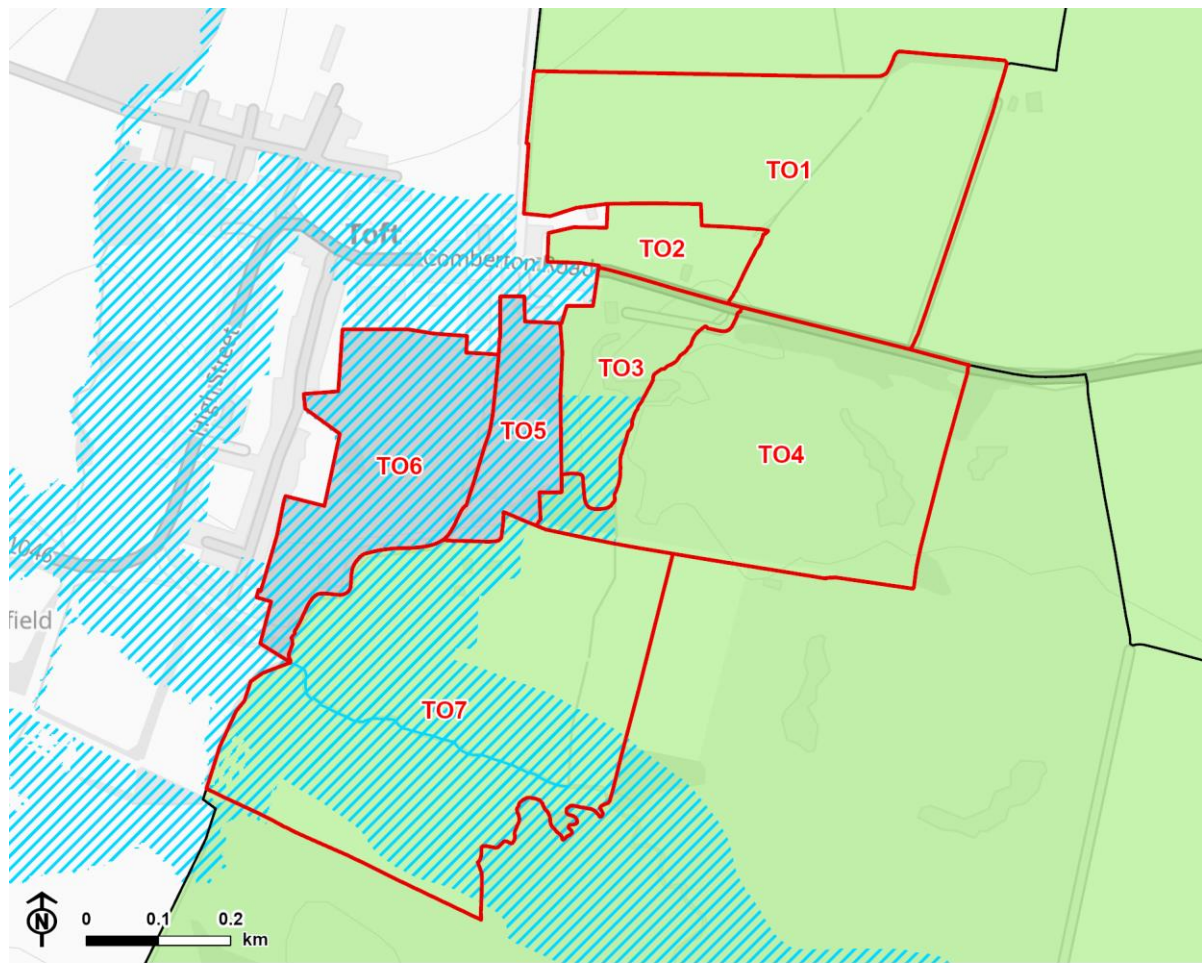 TO1
TO2
Toft
Comberton Road
TO3
High Street
TO5
TO4
TO6
1046
field
TO7
N
0 0.1 0.2
km